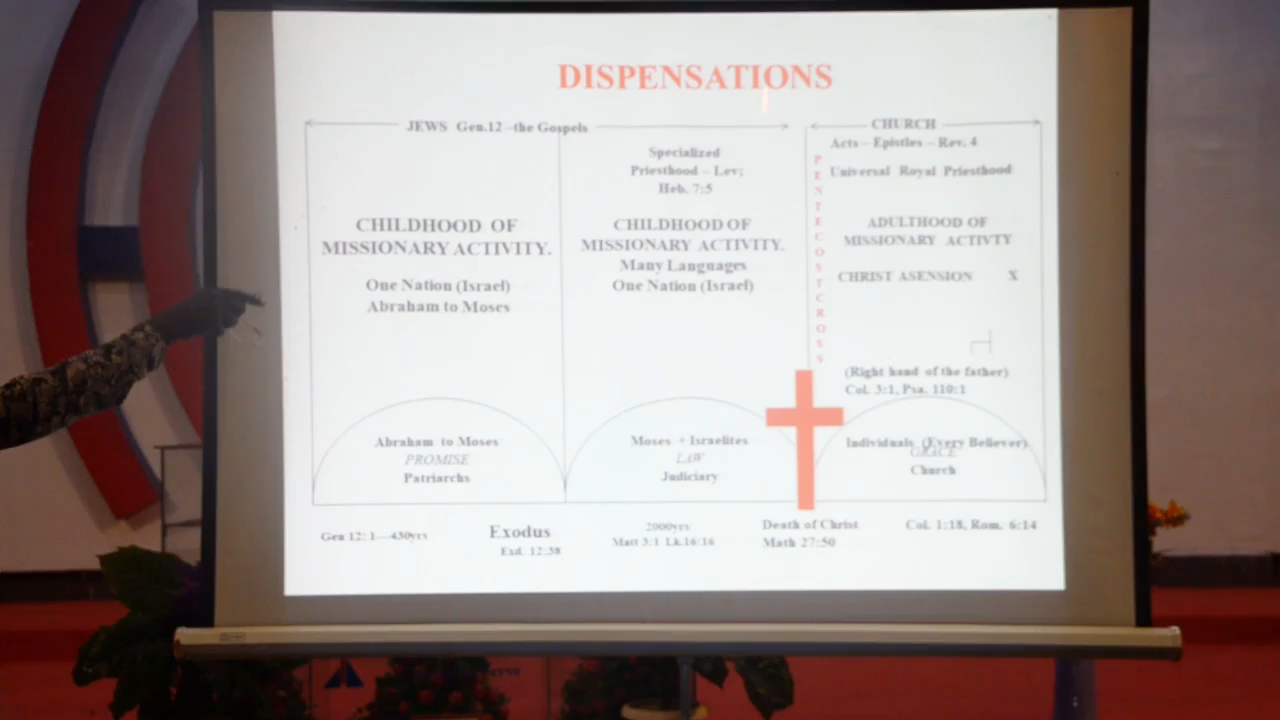 DISPENSATIONS
JEWS Gen.12 -the Gospels
CHURCH
Acts - Epistles - Rev. 4
Specialized
Priesthood - Lev;
Heb. 7:5
Universal Royal Priesthood
PENTECOST CROSS
CHILDHOOD OF
MISSIONARY ACTIVITY.
One Nation (Israel)
Abraham to Moses
CHILDHOOD OF
MISSIONARY ACTIVITY.
Many Languages
One Nation (Israel)
ADULTHOOD OF
MISSIONARY ACTIVTY
CHRIST ASENSION X
(Right hand of the father)
Col. 3:1, Psa. 110:1
Abraham to Moses
PROMISE
Patriarchs
Moses + Israelites
LAW
Judiciary
Individuals (Every Believer)
GRACE
Church
Gen 12:1—430yrs
Exodus
Exd. 12:38
2000yrs
Matt 3:1 Lk.16:16
Death of Christ
Math 27:50
Col. 1:18, Rom. 6:14